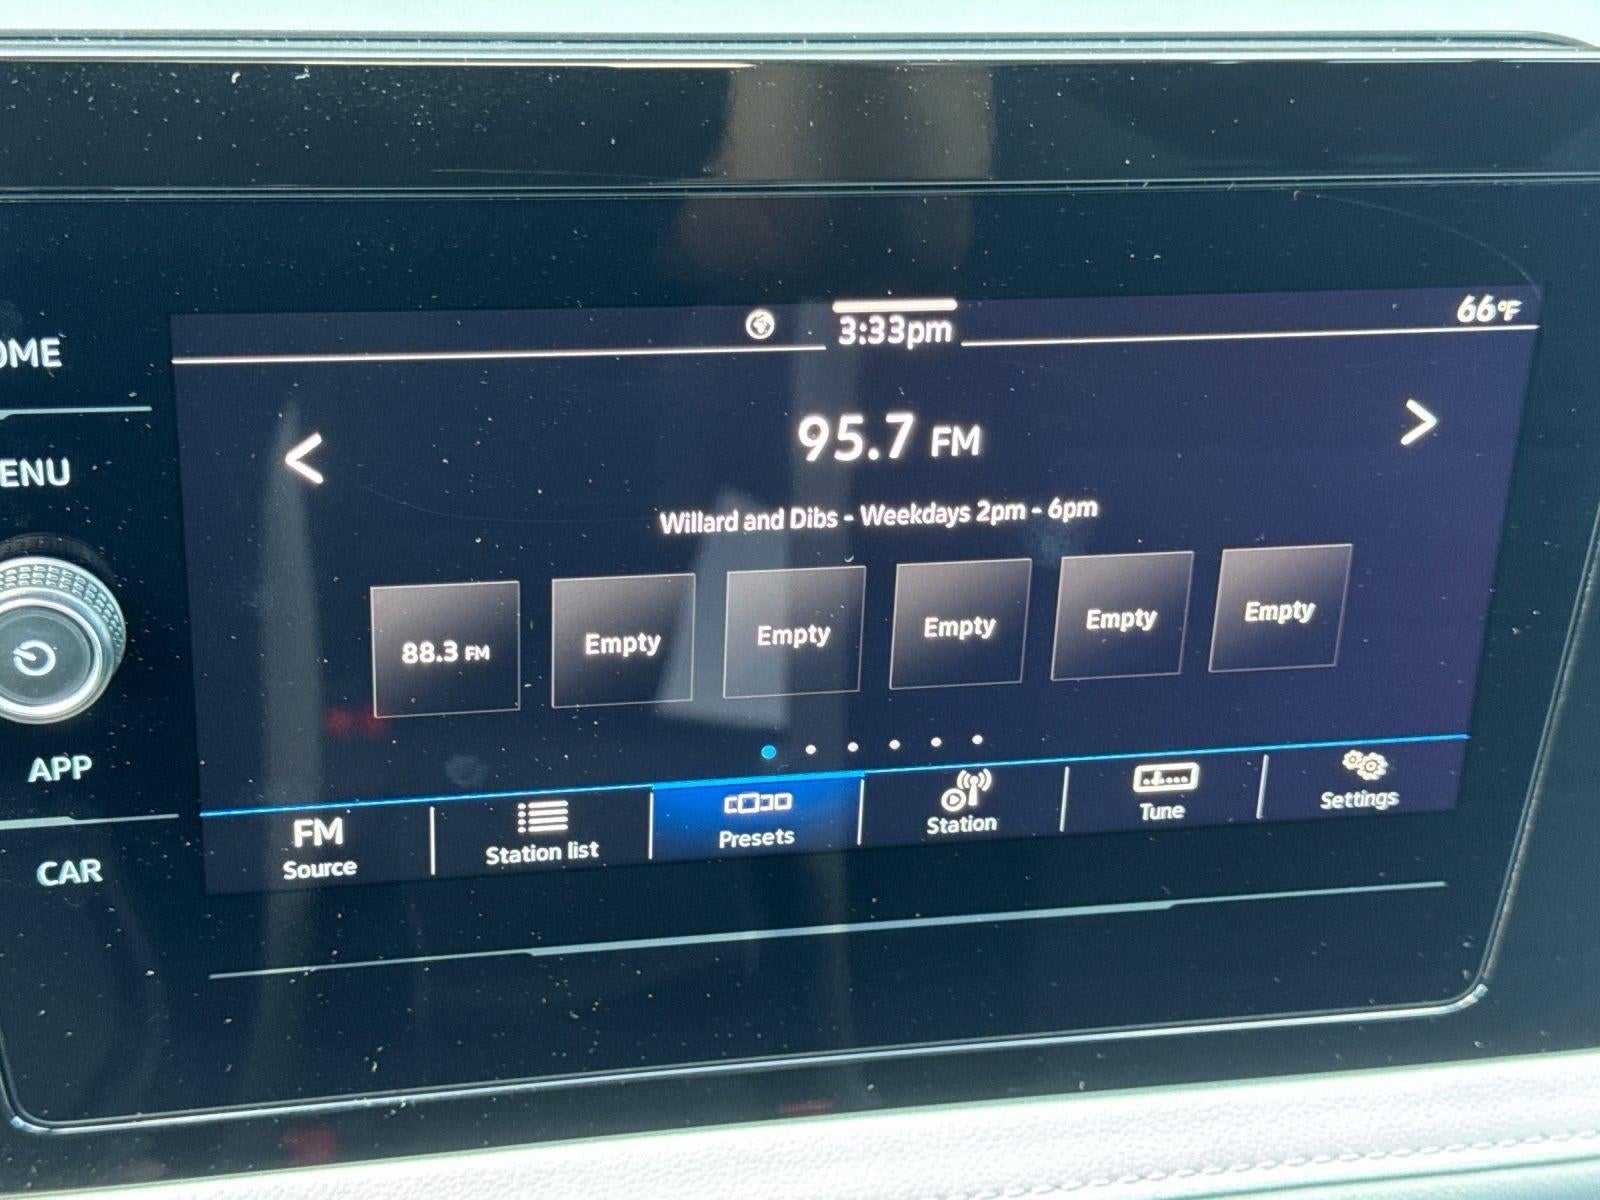 3:33pm
66°F
OME
ENU
APP
CAR
95.7 FM
Willard and Dibs - Weekdays 2pm - 6pm
88.3 FM
Empty
Empty
Empty
Empty
Empty
FM
Source
Station list
Presets
Station
Tune
Settings